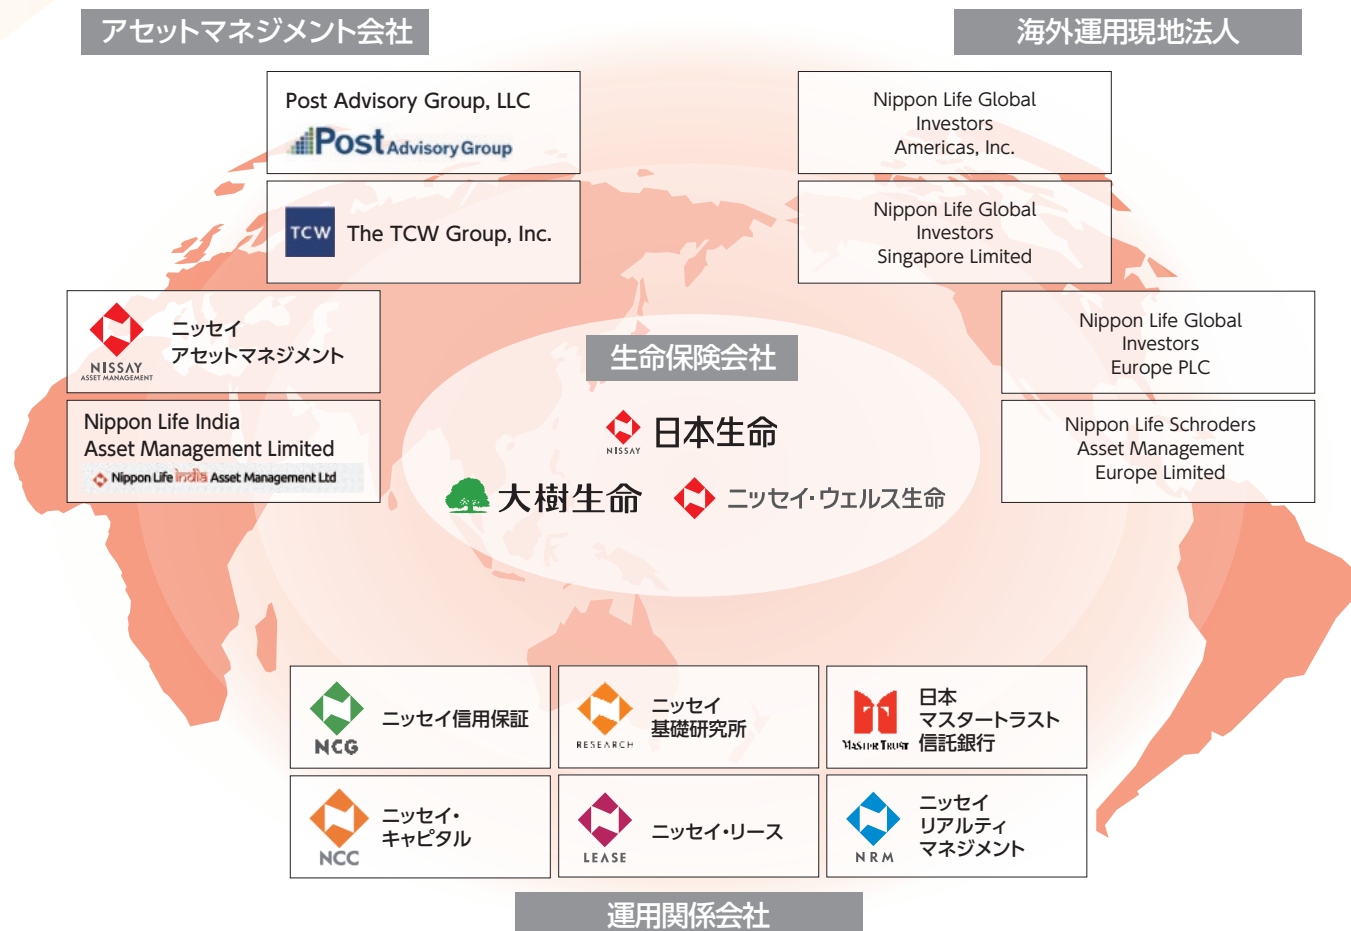 アセットマネジメント会社
海外運用現地法人
Post Advisory Group, LLC
Post Advisory Group
TCW
The TCW Group, Inc.
NISSAY
ASSET MANAGEMENT
ニッセイ
アセットマネジメント
Nippon Life India
Asset Management Limited
Nippon Life india Asset Management Ltd
Nippon Life Global
Investors
Americas, Inc.
Nippon Life Global
Investors
Singapore Limited
Nippon Life Global
Investors
Europe PLC
Nippon Life Schroders
Asset Management
Europe Limited
生命保険会社
NISSAY
日本生命
大樹生命
ニッセイ・ウェルス生命
NCG
ニッセイ信用保証
RESEARCH
ニッセイ
基礎研究所
MASTER TRUST
日本
マスタートラスト
信託銀行
NCC
ニッセイ・
キャピタル
LEASE
ニッセイ・リース
NRM
ニッセイ
リアルティ
マネジメント
運用関係会社